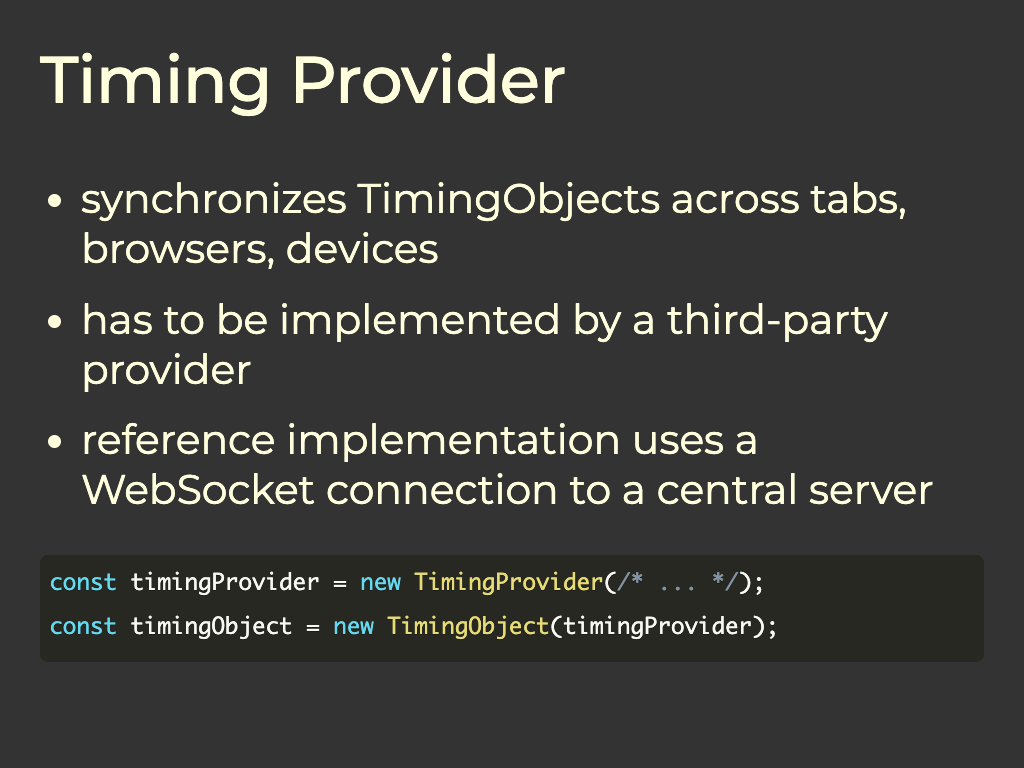 Timing Provider
• synchronizes TimingObjects across tabs,
browsers, devices
• has to be implemented by a third-party
provider
• reference implementation uses a
WebSocket connection to a central server
const timingProvider = new TimingProvider(/* ... */);
const timingObject = new TimingObject(timingProvider);